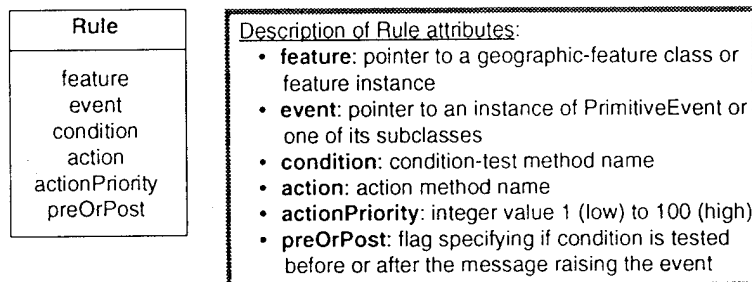 Rule
feature
event
condition
action
actionPriority
preOrPost
Description of Rule attributes:
• feature: pointer to a geographic-feature class or
feature instance
• event: pointer to an instance of PrimitiveEvent or
one of its subclasses
• condition: condition-test method name
• action: action method name
• actionPriority: integer value 1 (low) to 100 (high)
• preOrPost: flag specifying if condition is tested
before or after the message raising the event